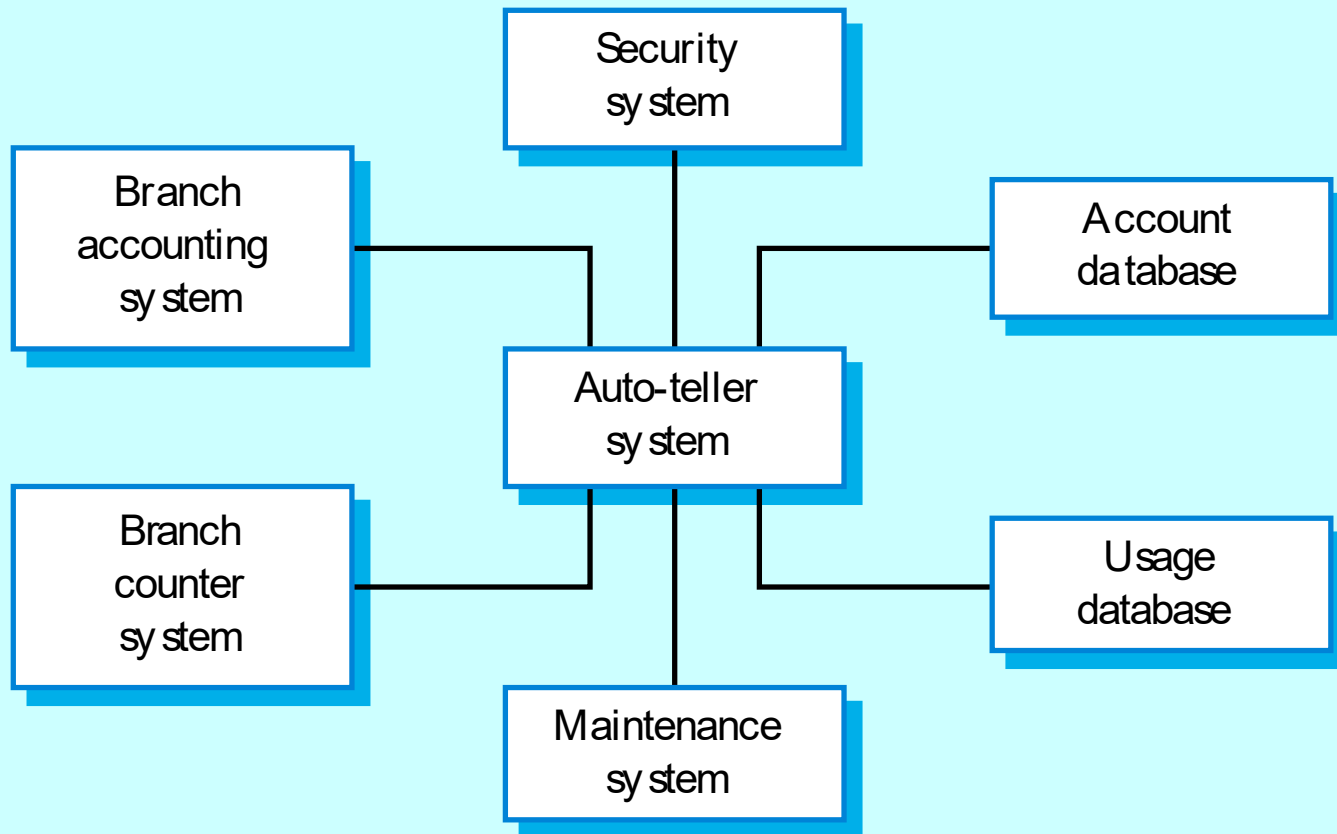 Security
system
Branch
accounting
system
Account
database
Auto-teller
system
Branch
counter
system
Usage
database
Maintenance
system